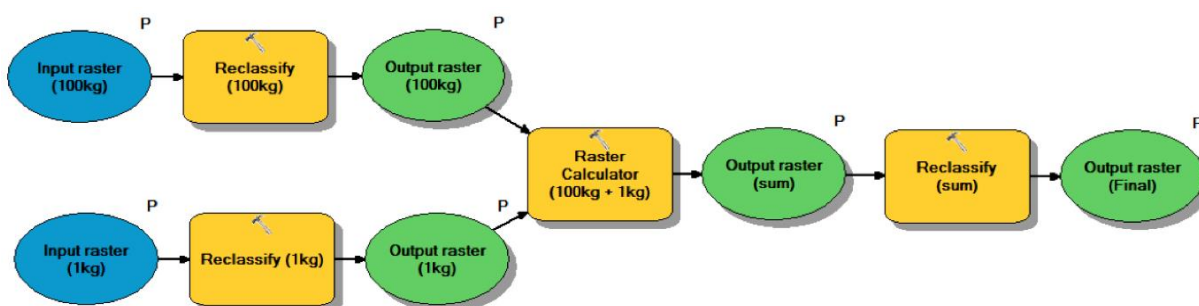 P
P
Input raster
(100kg)
Reclassify
(100kg)
Output raster
(100kg)
Raster
Calculator
(100kg + 1kg)
P
Output raster
(sum)
Reclassify
(sum)
P
Output raster
(Final)
P
P
Input raster
(1kg)
Reclassify (1kg)
Output raster
(1kg)